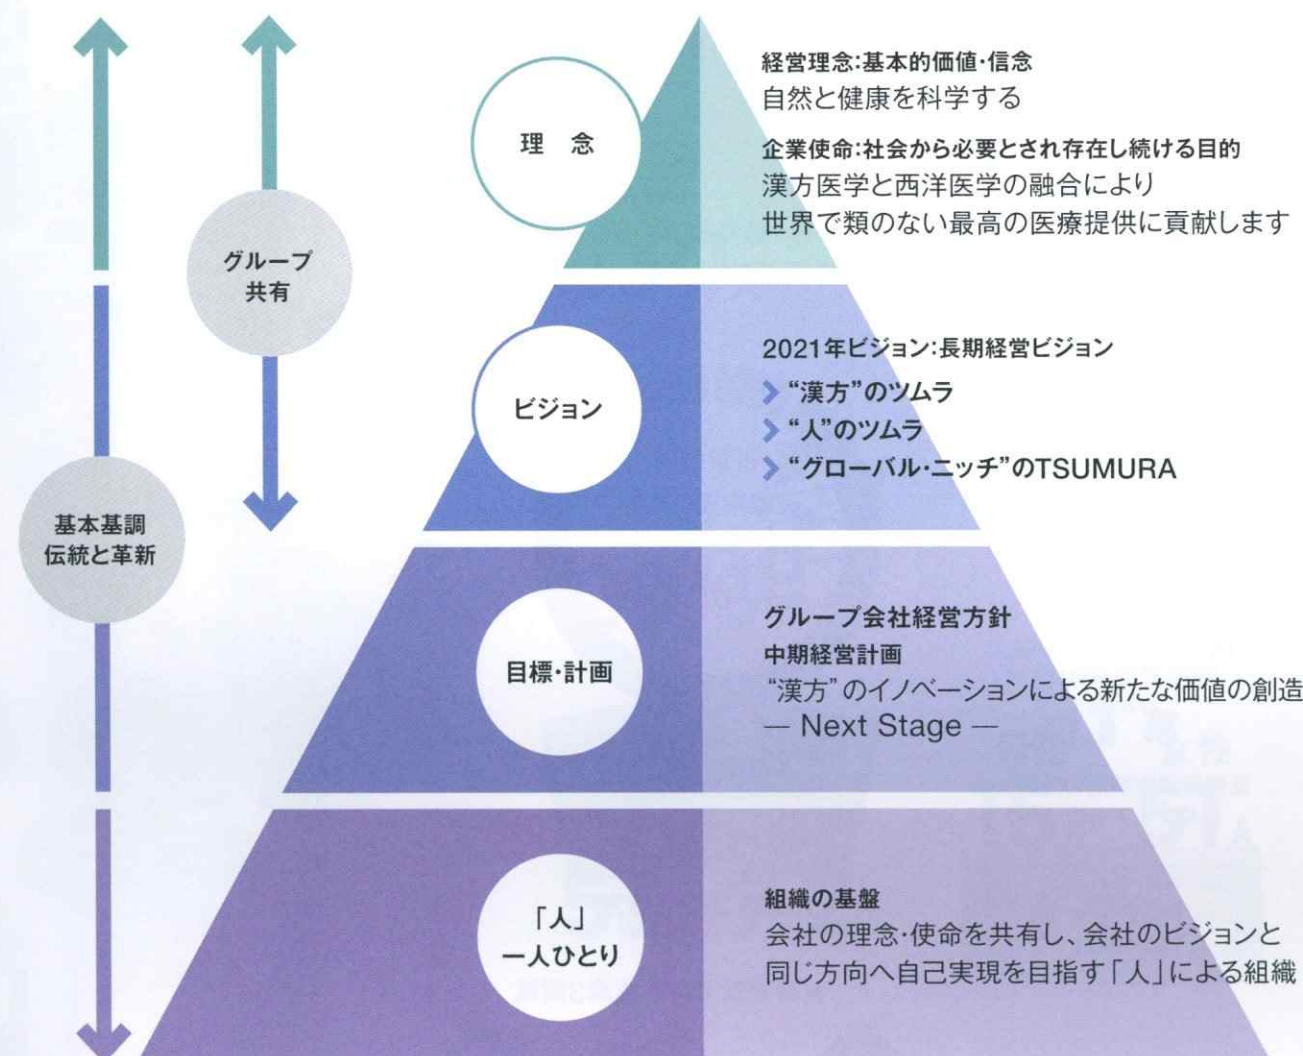 理 念
経営理念:基本的価値・信念
自然と健康を科学する
企業使命:社会から必要とされ存在し続ける目的
漢方医学と西洋医学の融合により
世界で類のない最高の医療提供に貢献します
グループ
共有
ビジョン
2021年ビジョン:長期経営ビジョン
“漢方”のツムラ
“人”のツムラ
“グローバル・ニッチ”のTSUMURA
基本基調
伝統と革新
目標・計画
グループ会社経営方針
中期経営計画
“漢方”のイノベーションによる新たな価値の創造
— Next Stage —
「人」
一人ひとり
組織の基盤
会社の理念・使命を共有し、会社のビジョンと
同じ方向へ自己実現を目指す「人」による組織